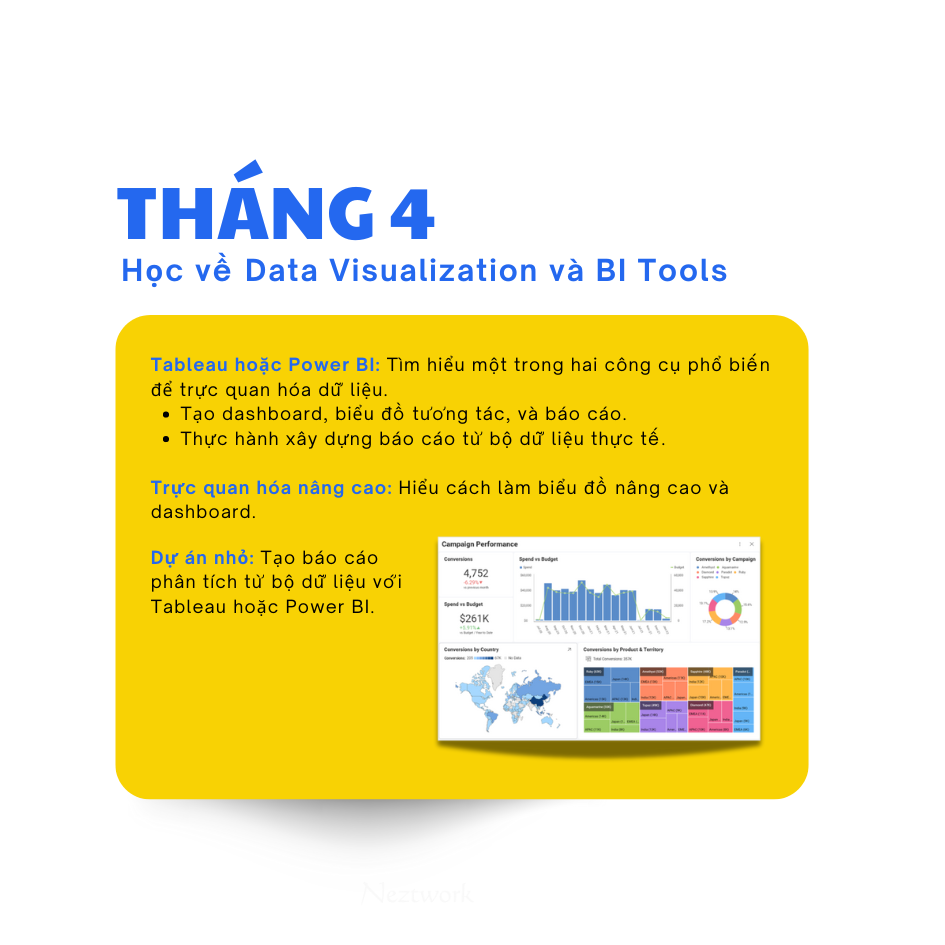 THÁNG 4
Học về Data Visualization và BI Tools
Tableau hoặc Power BI: Tìm hiểu một trong hai công cụ phổ biến
để trực quan hóa dữ liệu.
Tạo dashboard, biểu đồ tương tác, và báo cáo.
Thực hành xây dựng báo cáo từ bộ dữ liệu thực tế.
Trực quan hóa nâng cao: Hiểu cách làm biểu đồ nâng cao và
dashboard.
Dự án nhỏ: Tạo báo cáo
phân tích từ bộ dữ liệu với
Tableau hoặc Power BI.
Campaign Performance
Conversions
4,752
Spend vs Budget
Conversions by Campaign
Spend vs Budget
$261K
Conversions by Country
Conversions by Product & Territory
Neztwork